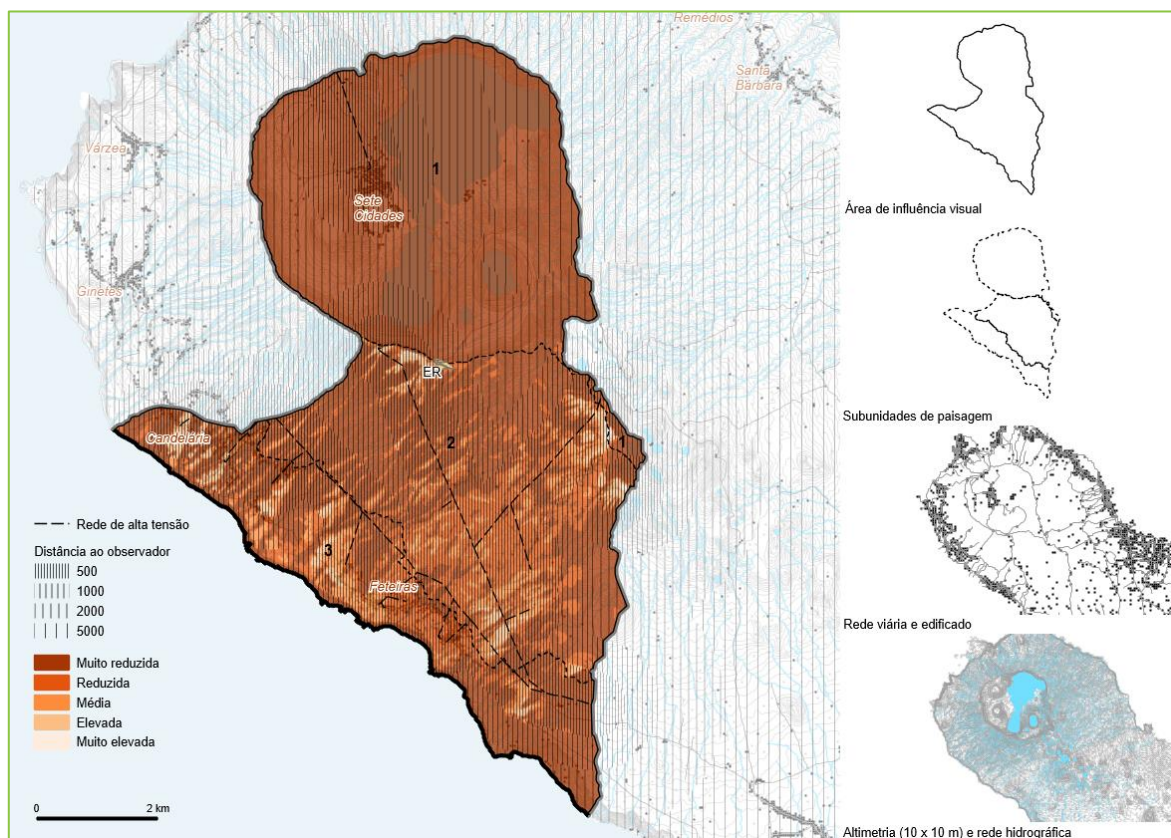 Remédios
Santa
Bárbara
Várzea
1
Sete
Cidades
Ginetes
ER
Candelária
2
1
3
Feteiras
Rede de alta tensão
Distância ao observador
500
1000
2000
5000
Muito reduzida
Reduzida
Média
Elevada
Muito elevada
0 2 km
Área de influência visual
Subunidades de paisagem
Rede viária e edificado
Altimetria (10 x 10 m) e rede hidrográfica